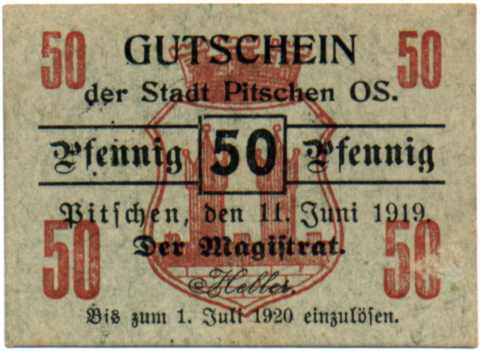 50 GUTSCHEIN 50
der Stadt Pitschen OS.
Pfennig 50 Pfennig
Pitschen, den 11. Juni 1919.
50 Der Magistrat. 50
Heller.
Bis zum 1. Juli 1920 einzulösen.